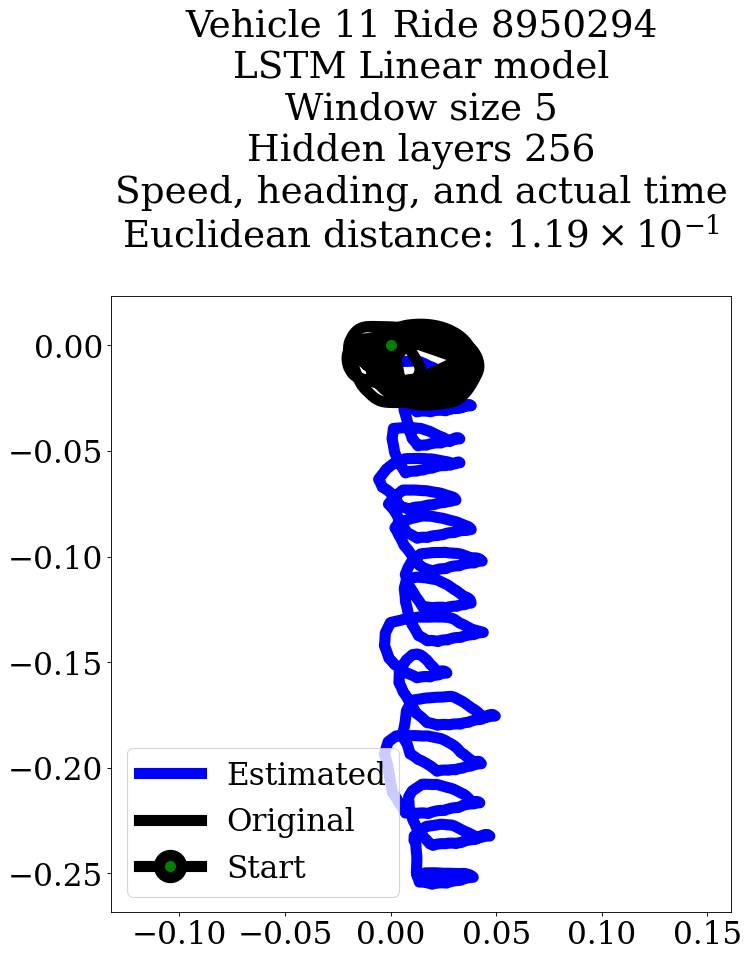 Vehicle 11 Ride 8950294
LSTM Linear model
Window size 5
Hidden layers 256
Speed, heading, and actual time
Euclidean distance: 1.19 × 10⁻¹
0.00
−0.05
−0.10
−0.15
−0.20
−0.25
Estimated
Original
Start
−0.10 −0.05 0.00 0.05 0.10 0.15